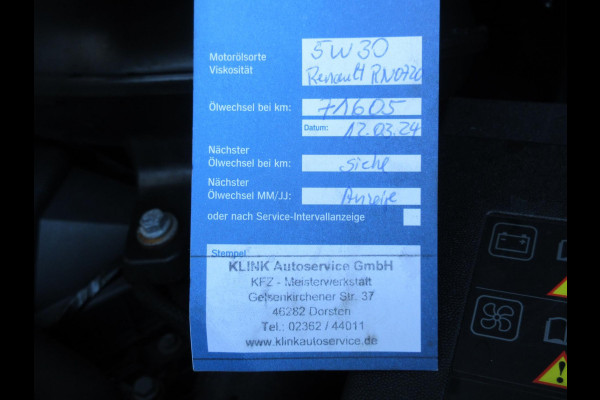 Motorölsorte
Viskosität
5W30
Renault RN0720
Ölwechsel bei km:
71605
Datum: 12.03.24
Nächster
Ölwechsel bei km:
siehe
Nächster
Ölwechsel MM/JJ:
Anzeige
oder nach Service-Intervallanzeige
Stempel
KLINK Autoservice GmbH
KFZ - Meisterwerkstatt
Gelsenkirchener Str. 37
46282 Dorsten
Tel.: 02362 / 44011
www.klinkautoservice.de